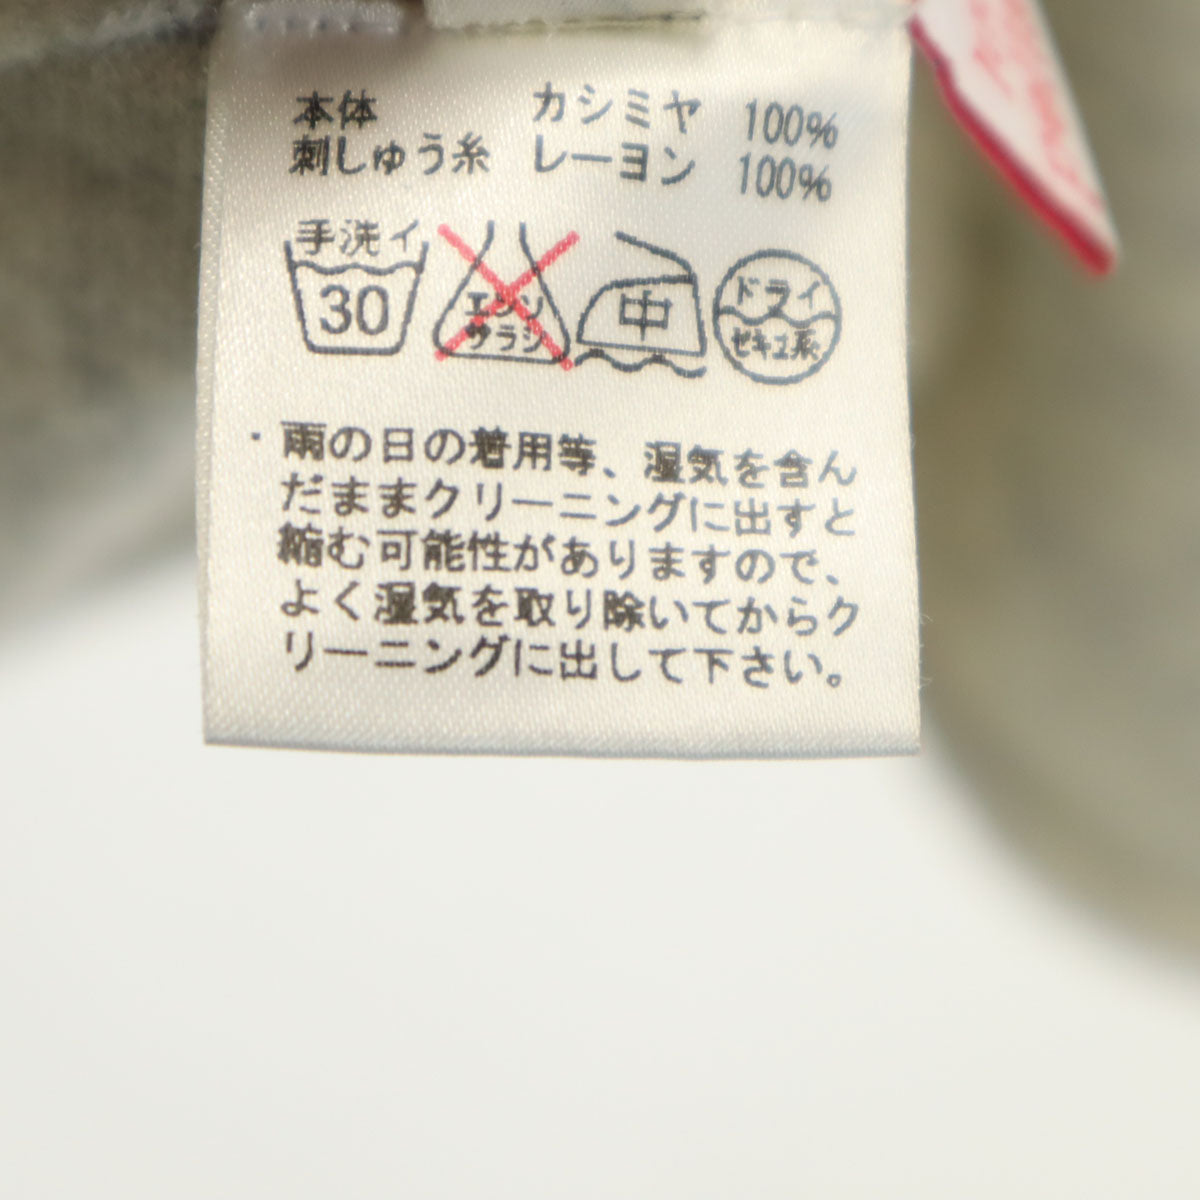 本体 カシミヤ 100%
刺しゅう糸 レーヨン 100%
手洗イ
30
エンソ
サラシ
中
ドライ
セキユ系
・雨の日の着用等、湿気を含ん
だままクリーニングに出すと
縮む可能性がありますので、
よく湿気を取り除いてからク
リーニングに出して下さい。